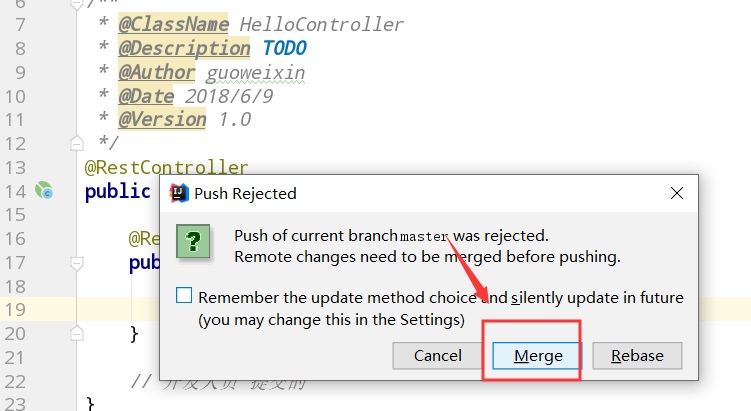 6 /**
7 * @ClassName HelloController
8 * @Description TODO
9 * @Author guoweixin
10 * @Date 2018/6/9
11 * @Version 1.0
12 */
13 @RestController
14 public
15
16 @Re
17 pub
18
19
20 }
21
22 // 开发人员 提交的
23 }
Push Rejected
Push of current branch master was rejected.
Remote changes need to be merged before pushing.
Remember the update method choice and silently update in future
(you may change this in the Settings)
Cancel Merge Rebase